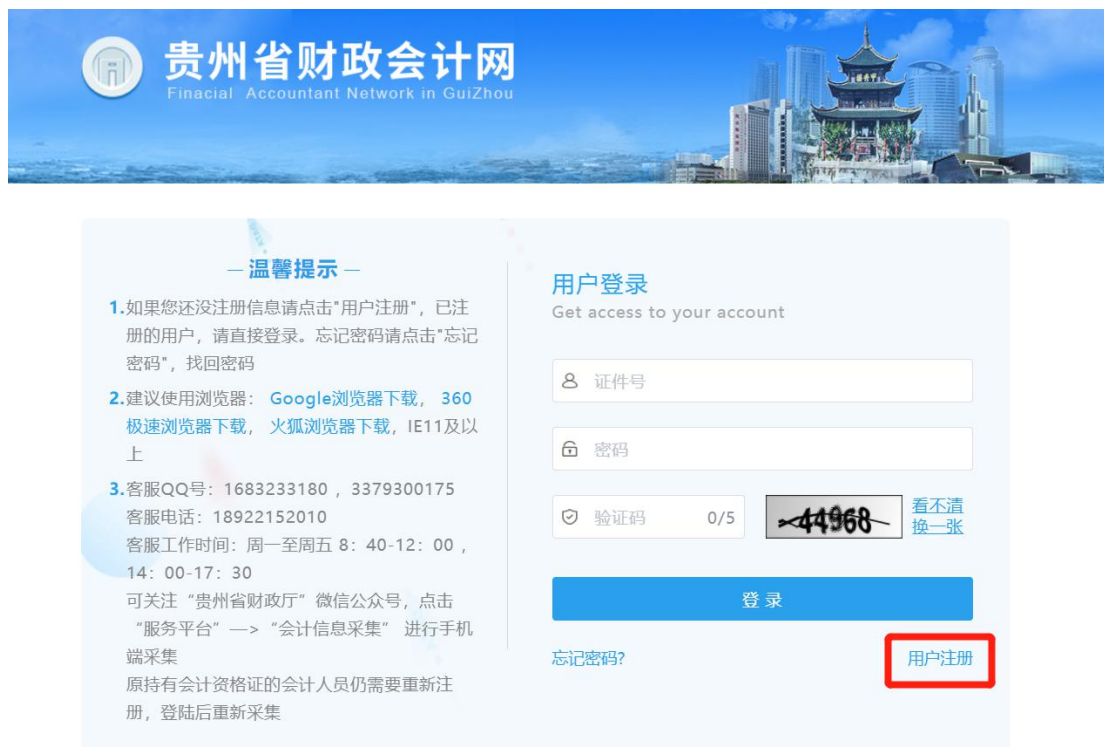 贵州省财政会计网
Finacial Accountant Network in GuiZhou
温馨提示
1.如果您还没注册信息请点击"用户注册"，已注
册的用户，请直接登录。忘记密码请点击"忘记
密码"，找回密码
2.建议使用浏览器： Google浏览器下载， 360
极速浏览器下载， 火狐浏览器下载，IE11及以
上
3.客服QQ号：1683233180 ，3379300175
客服电话：18922152010
客服工作时间：周一至周五 8：40-12：00 ，
14：00-17：30
可关注“贵州省财政厅”微信公众号，点击
“服务平台”—>“会计信息采集” 进行手机
端采集
原持有会计资格证的会计人员仍需要重新注
册，登陆后重新采集
用户登录
Get access to your account
证件号
密码
验证码 0/5
44968
看不清
换一张
登 录
忘记密码?
用户注册